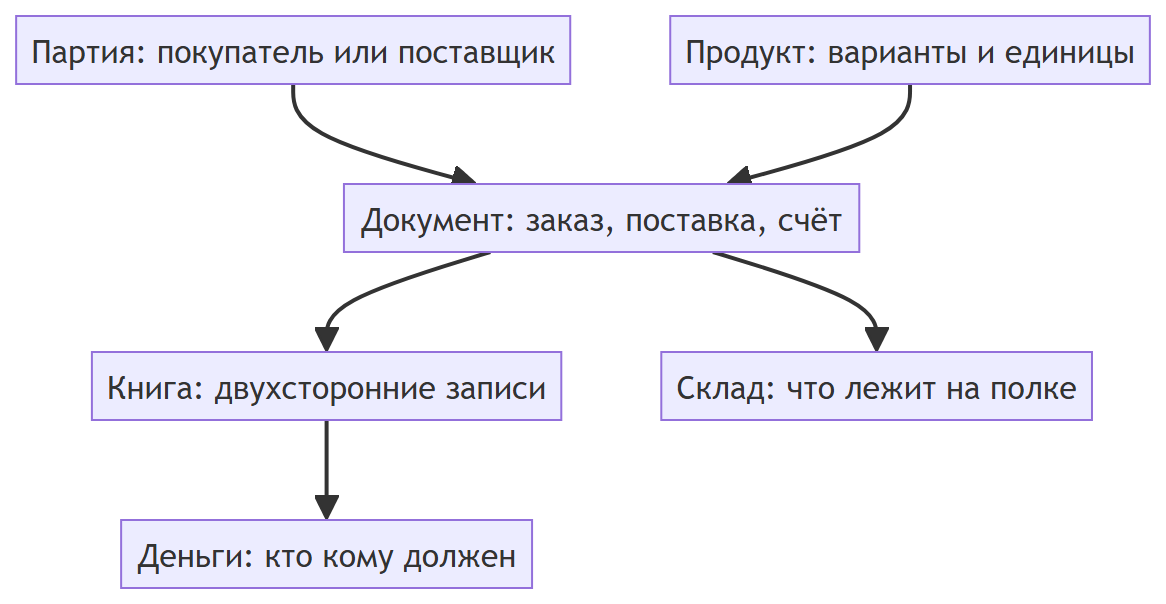 Партия: покупатель или поставщик
Продукт: варианты и единицы
Документ: заказ, поставка, счёт
Книга: двухсторонние записи
Склад: что лежит на полке
Деньги: кто кому должен